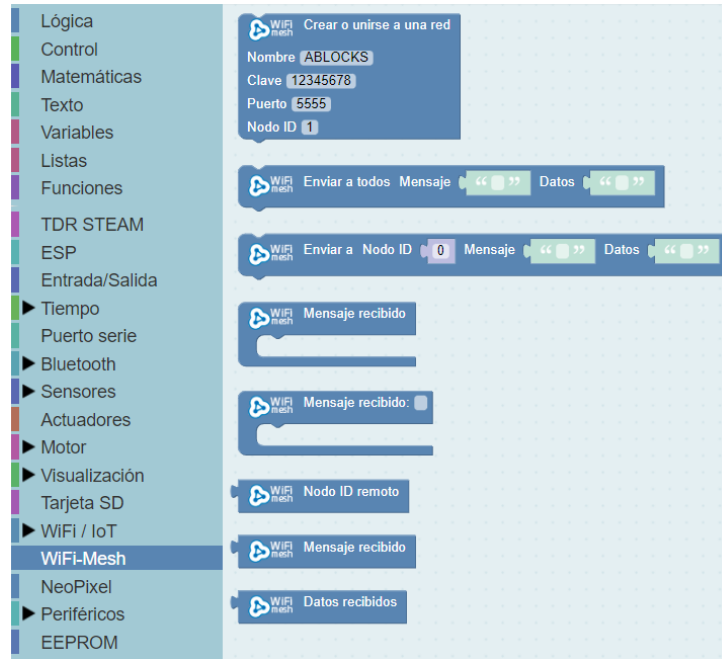 Lógica
Control
Matemáticas
Texto
Variables
Listas
Funciones
TDR STEAM
ESP
Entrada/Salida
Tiempo
Puerto serie
Bluetooth
Sensores
Actuadores
Motor
Visualización
Tarjeta SD
WiFi / IoT
WiFi-Mesh
NeoPixel
Periféricos
EEPROM
WiFi mesh Crear o unirse a una red
Nombre ABLOCKS
Clave 12345678
Puerto 5555
Nodo ID 1
WiFi mesh Enviar a todos Mensaje “ ” Datos “ ”
WiFi mesh Enviar a Nodo ID 0 Mensaje “ ” Datos “ ”
WiFi mesh Mensaje recibido
WiFi mesh Mensaje recibido:
WiFi mesh Nodo ID remoto
WiFi mesh Mensaje recibido
WiFi mesh Datos recibidos